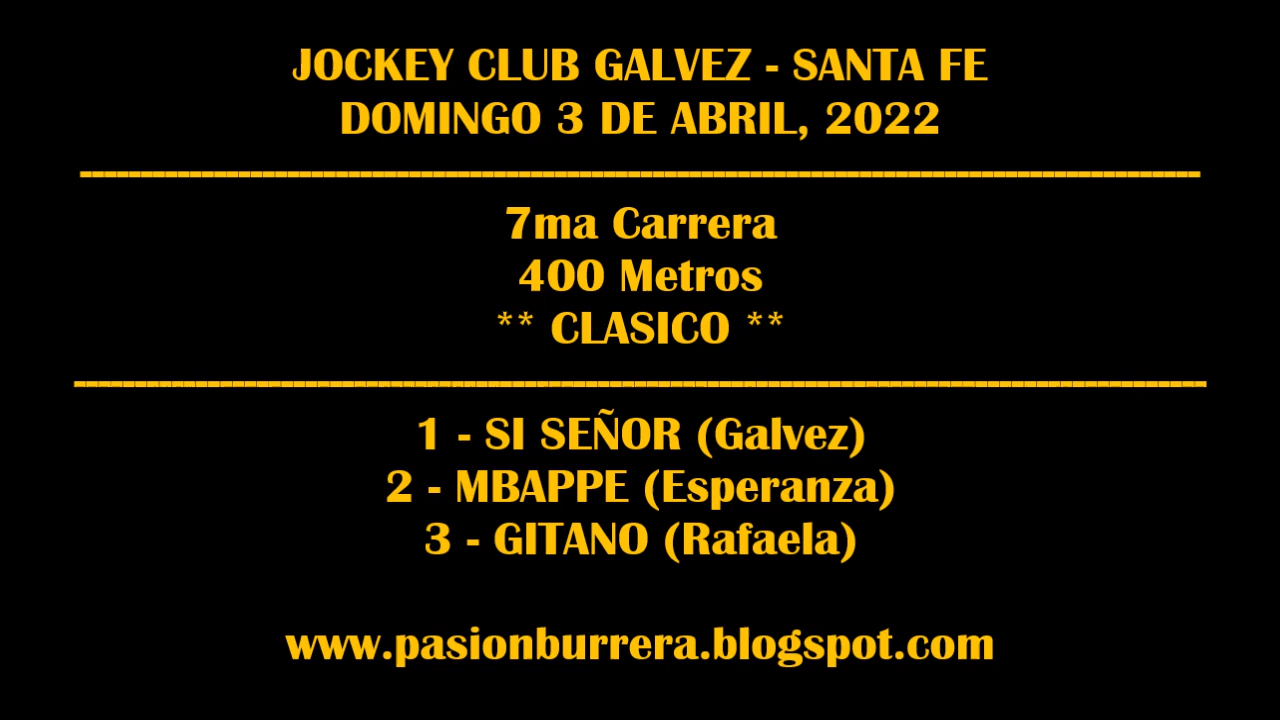 JOCKEY CLUB GALVEZ - SANTA FE
DOMINGO 3 DE ABRIL, 2022
7ma Carrera
400 Metros
** CLASICO **
1 - SI SEÑOR (Galvez)
2 - MBAPPE (Esperanza)
3 - GITANO (Rafaela)
www.pasionburrera.blogspot.com